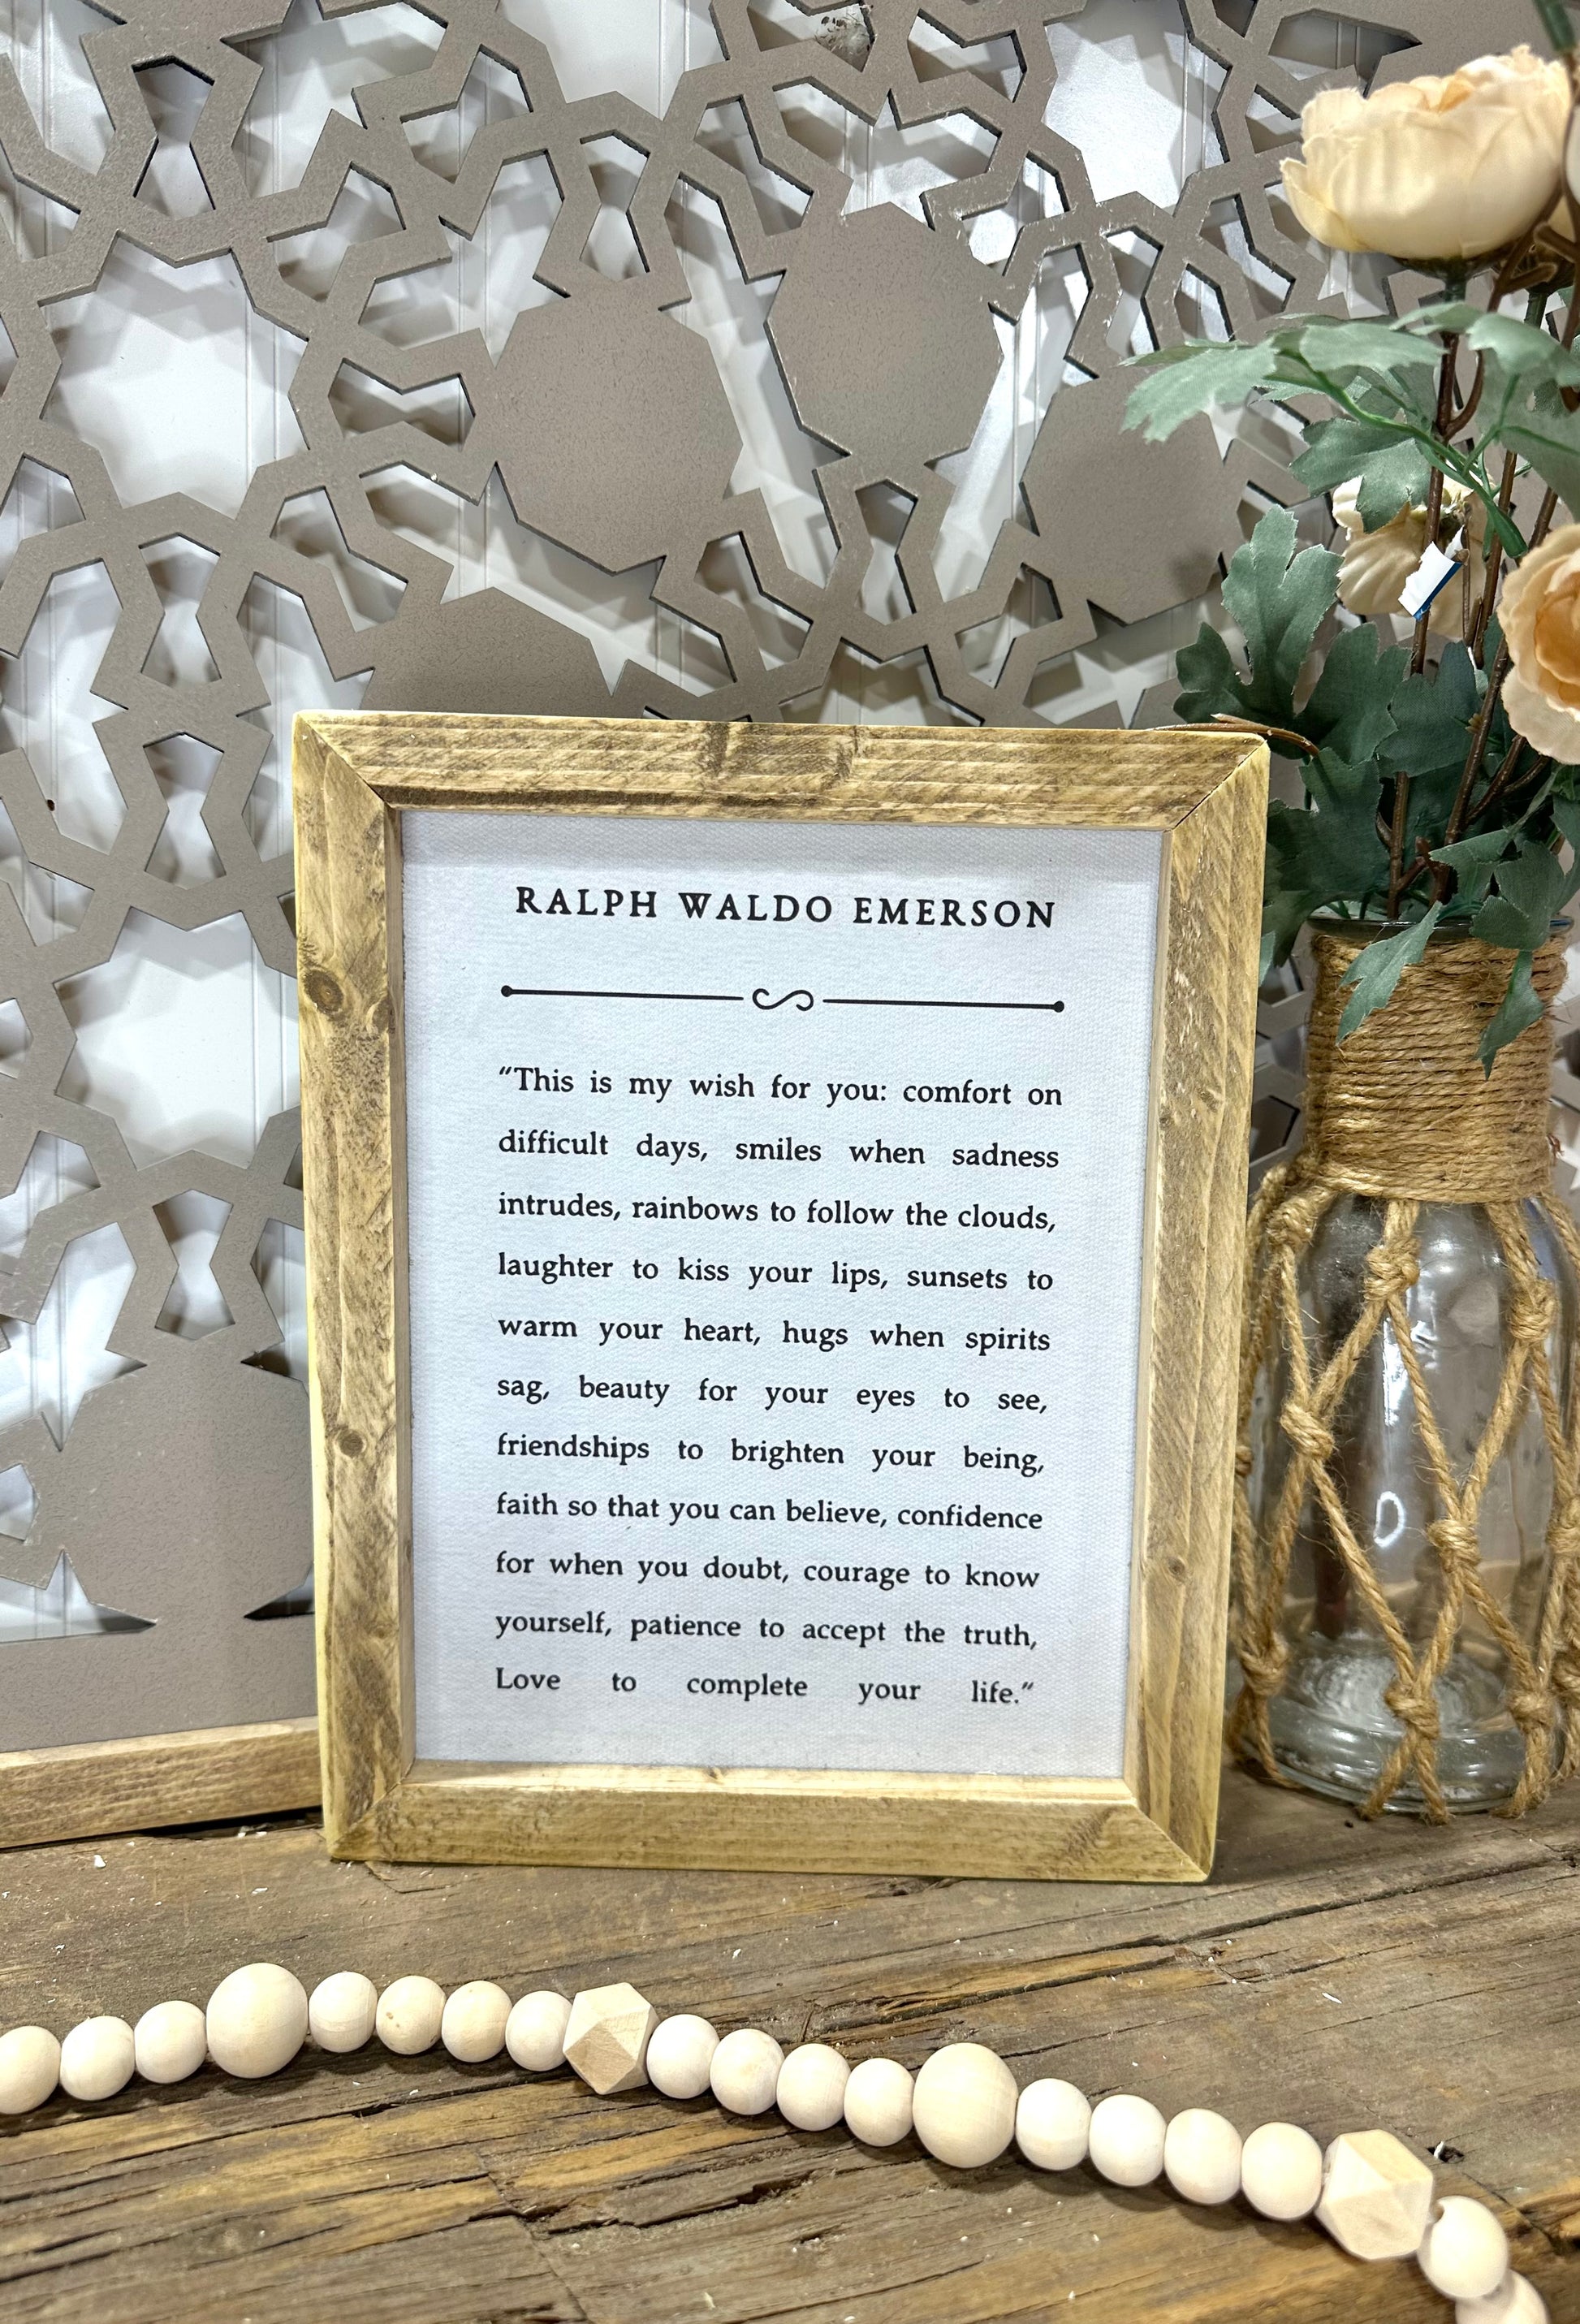 RALPH WALDO EMERSON
“This is my wish for you: comfort on
difficult days, smiles when sadness
intrudes, rainbows to follow the clouds,
laughter to kiss your lips, sunsets to
warm your heart, hugs when spirits
sag, beauty for your eyes to see,
friendships to brighten your being,
faith so that you can believe, confidence
for when you doubt, courage to know
yourself, patience to accept the truth,
Love to complete your life.”